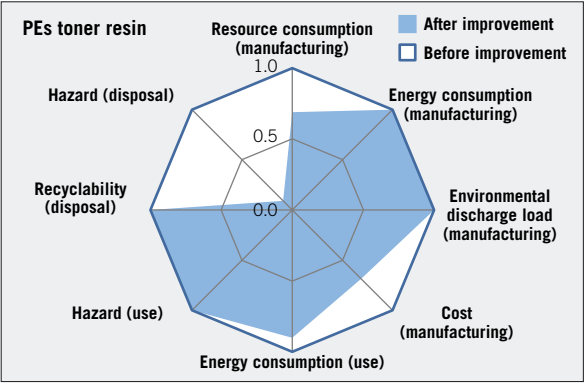 PEs toner resin
Resource consumption
(manufacturing)
After improvement
Before improvement
1.0
Hazard (disposal)
Energy consumption
(manufacturing)
0.5
Recyclability
(disposal)
0.0
Environmental
discharge load
(manufacturing)
Hazard (use)
Cost
(manufacturing)
Energy consumption (use)